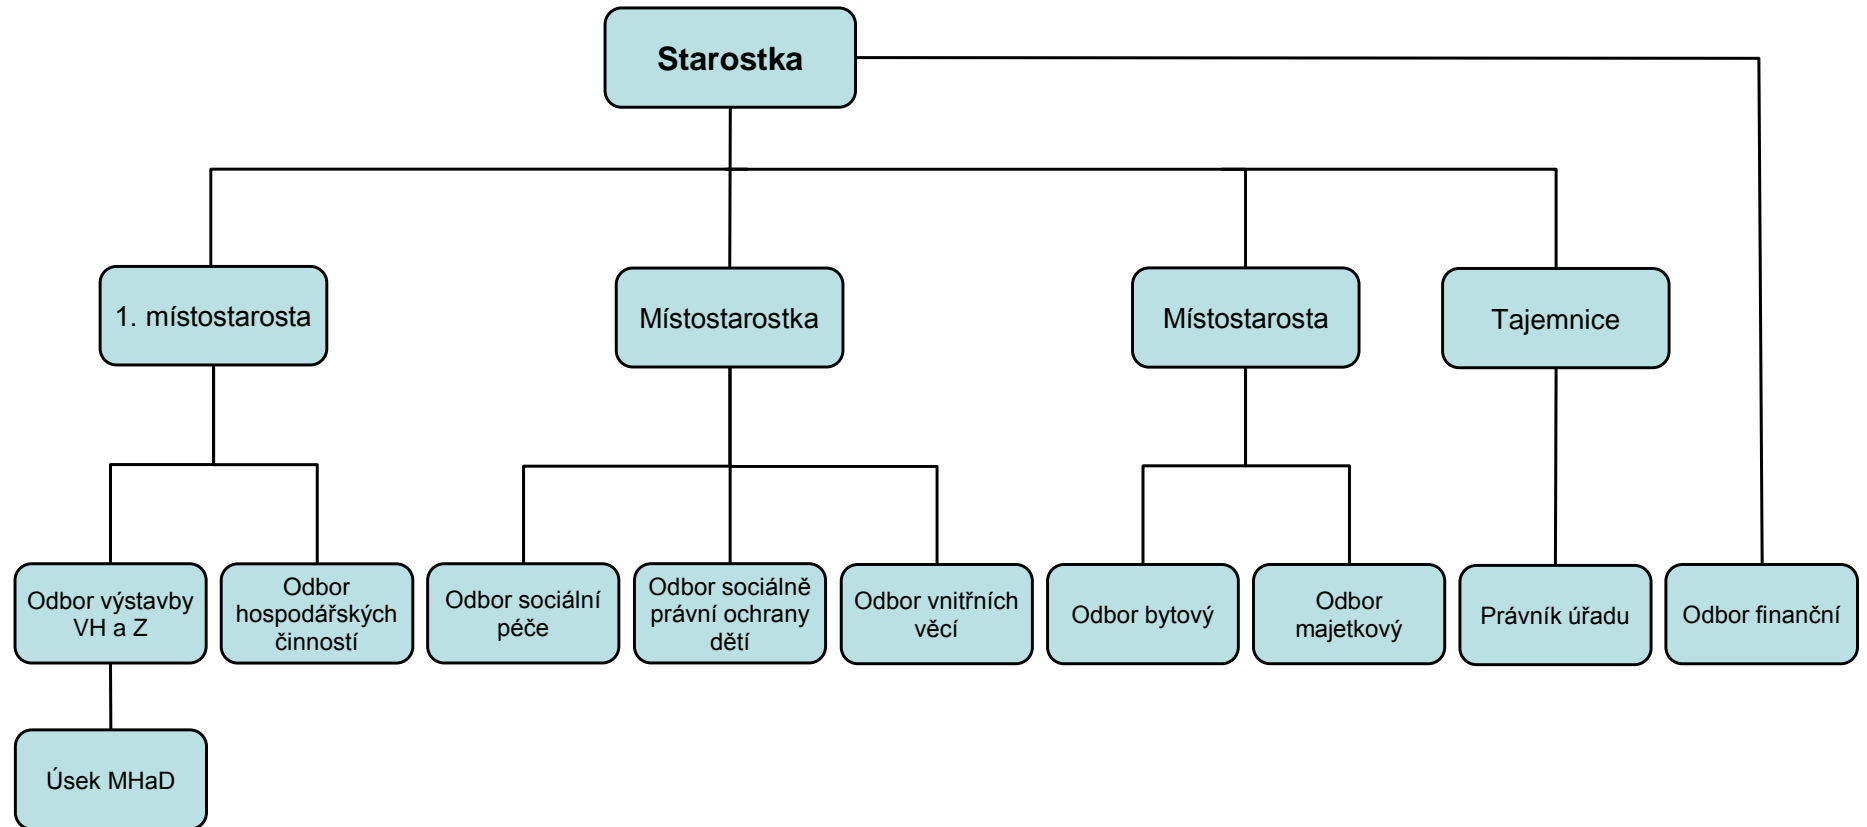 Starostka
1. místostarosta
Místostarostka
Místostarosta
Tajemnice
Odbor výstavby
VH a Z
Odbor
hospodářských
činností
Odbor sociální
péče
Odbor sociálně
právní ochrany
dětí
Odbor vnitřních
věcí
Odbor bytový
Odbor
majetkový
Právník úřadu
Odbor finanční
Úsek MHaD